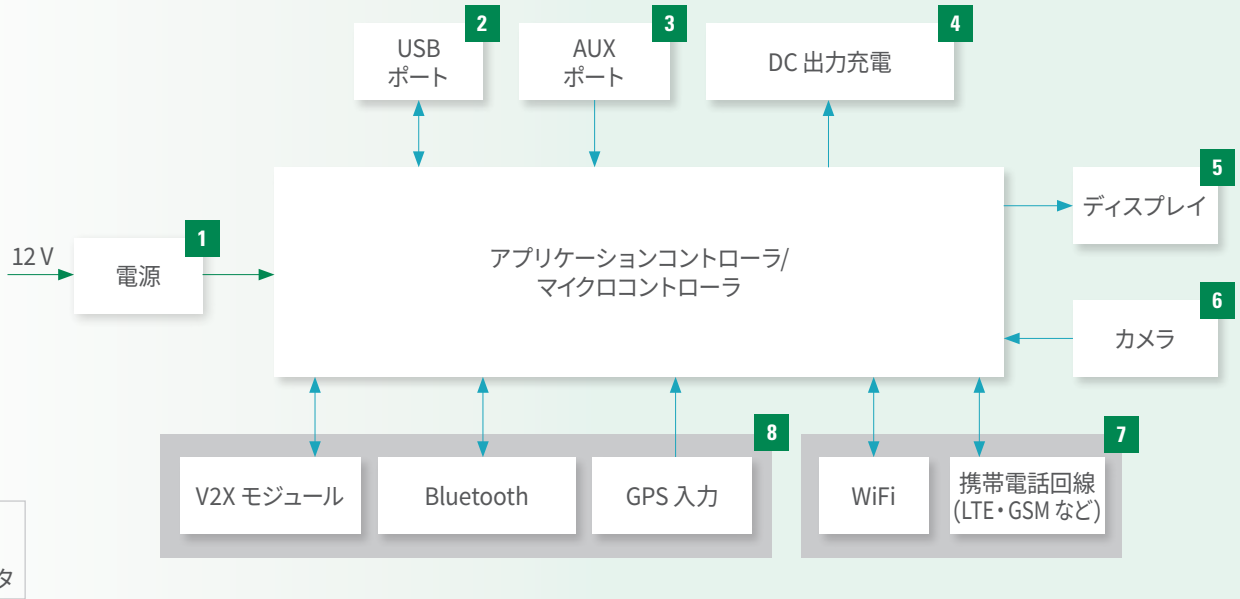 2
USB
ポート
3
AUX
ポート
4
DC 出力充電
5
ディスプレイ
12 V
1
電源
アプリケーションコントローラ/
マイクロコントローラ
6
カメラ
8
V2X モジュール
Bluetooth
GPS 入力
7
WiFi
携帯電話回線
(LTE・GSM など)
タ